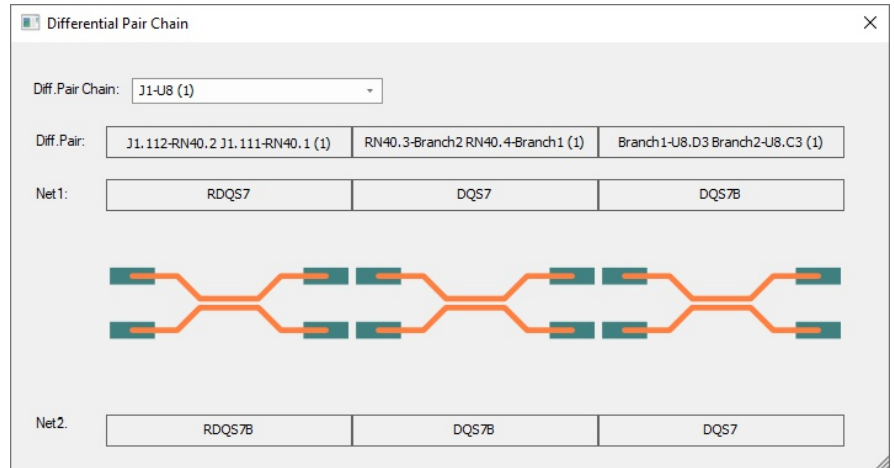 Differential Pair Chain
Diff.Pair Chain: J1-U8 (1)
Diff.Pair: J1.112-RN40.2 J1.111-RN40.1 (1) RN40.3-Branch2 RN40.4-Branch1 (1) Branch1-U8.D3 Branch2-U8.C3 (1)
Net1: RDQS7 DQS7 DQS7B
Net2. RDQS7B DQS7B DQS7